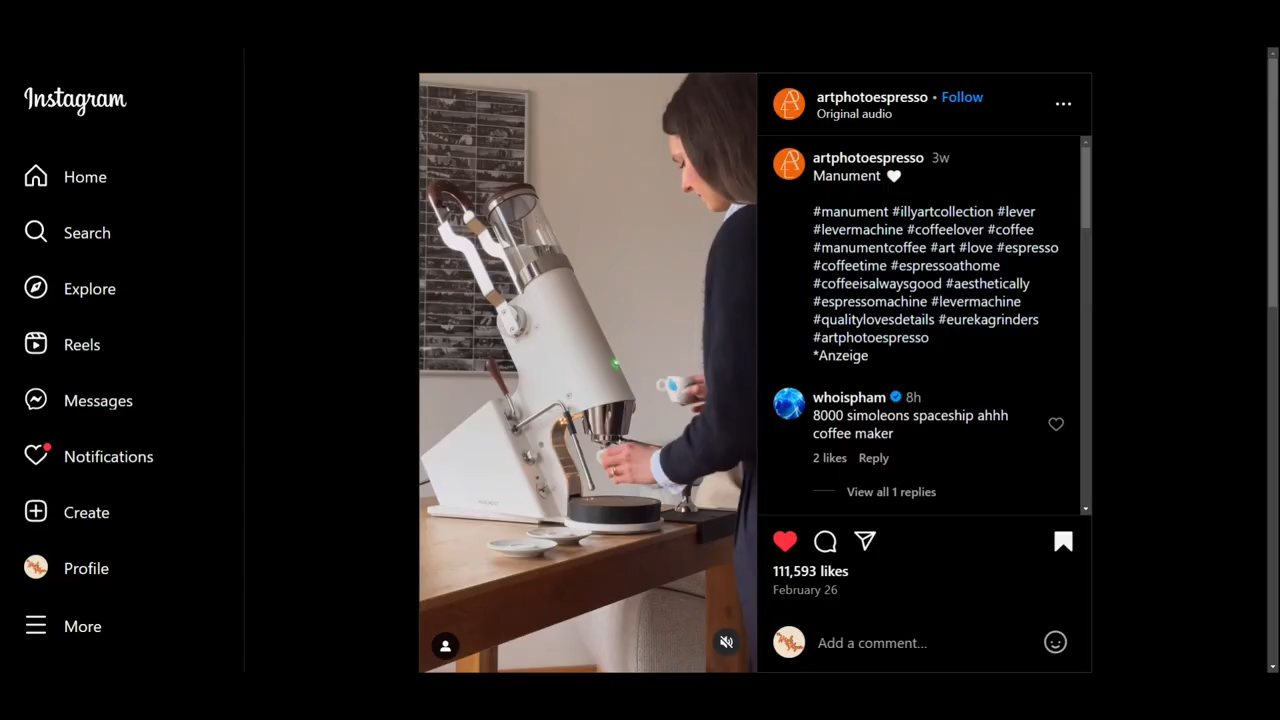 Instagram
Home
Search
Explore
Reels
Messages
Notifications
Create
Profile
More
artphotoespresso • Follow
Original audio
artphotoespresso 3w
Manument 🤍
#manument #illyartcollection #lever
#levermachine #coffeelover #coffee
#manumentcoffee #art #love #espresso
#coffeetime #espressoathome
#coffeeisalwaysgood #aesthetically
#espressomachine #levermachine
#qualitylovesdetails #eurekagrinders
#artphotoespresso
*Anzeige
whoispham 8h
8000 simoleons spaceship ahhh
coffee maker
2 likes Reply
View all 1 replies
111,593 likes
February 26
Add a comment...